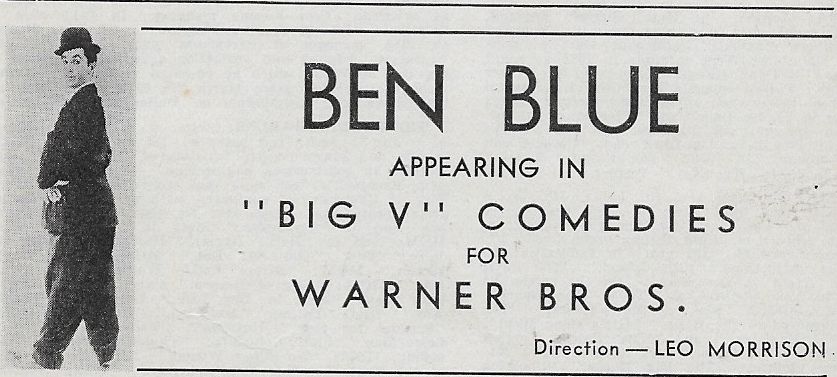 BEN BLUE
APPEARING IN
"BIG V" COMEDIES
FOR
WARNER BROS.
Direction — LEO MORRISON